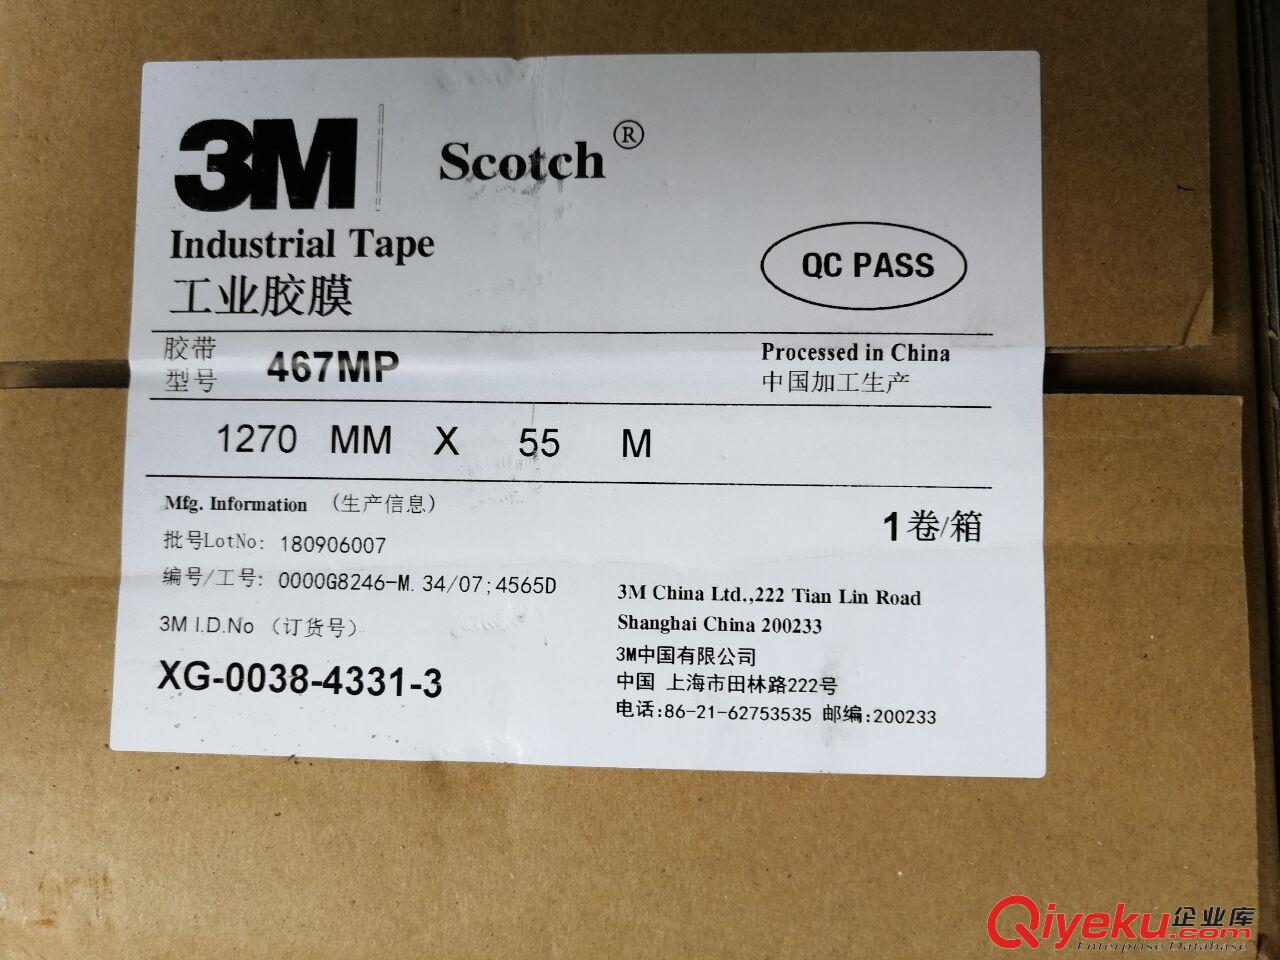 3M Scotch®
Industrial Tape
工业胶膜
QC PASS
胶带
型号 467MP
Processed in China
中国加工生产
1270 MM X 55 M
Mfg. Information （生产信息）
批号LotNo: 180906007
编号/工号: 0000G8246-M.34/07;4565D
1卷/箱
3M I.D.No （订货号）
XG-0038-4331-3
3M China Ltd.,222 Tian Lin Road
Shanghai China 200233
3M中国有限公司
中国 上海市田林路222号
电话:86-21-62753535 邮编:200233
Qiyeku企业库
.com
Enterprise Database